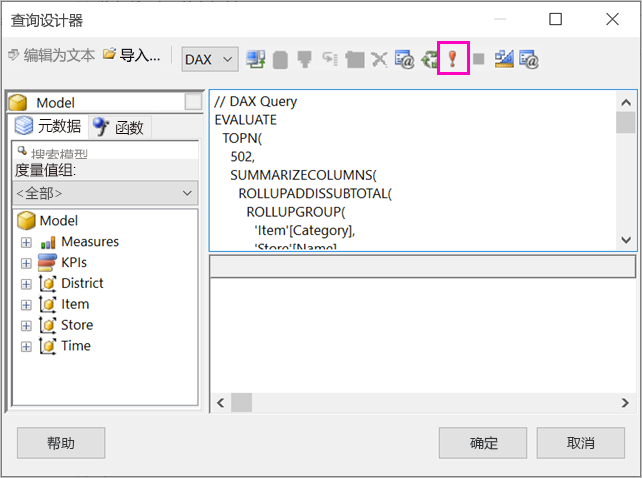 查询设计器
编辑为文本 导入... DAX
Model
元数据 函数
搜索模型
度量值组:
<全部>
Model
Measures
KPIs
District
Item
Store
Time
// DAX Query
EVALUATE
TOPN(
502,
SUMMARIZECOLUMNS(
ROLLUPADDISSUBTOTAL(
ROLLUPGROUP(
'Item'[Category],
'Store'[Name],
帮助 确定 取消